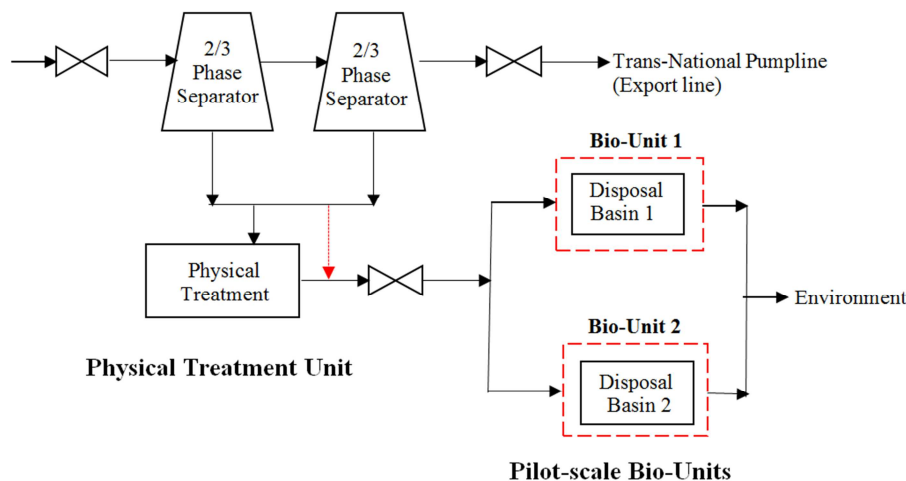 2/3
Phase
Separator
2/3
Phase
Separator
Trans-National Pumpline
(Export line)
Bio-Unit 1
Disposal
Basin 1
Physical
Treatment
Environment
Bio-Unit 2
Physical Treatment Unit
Disposal
Basin 2
Pilot-scale Bio-Units